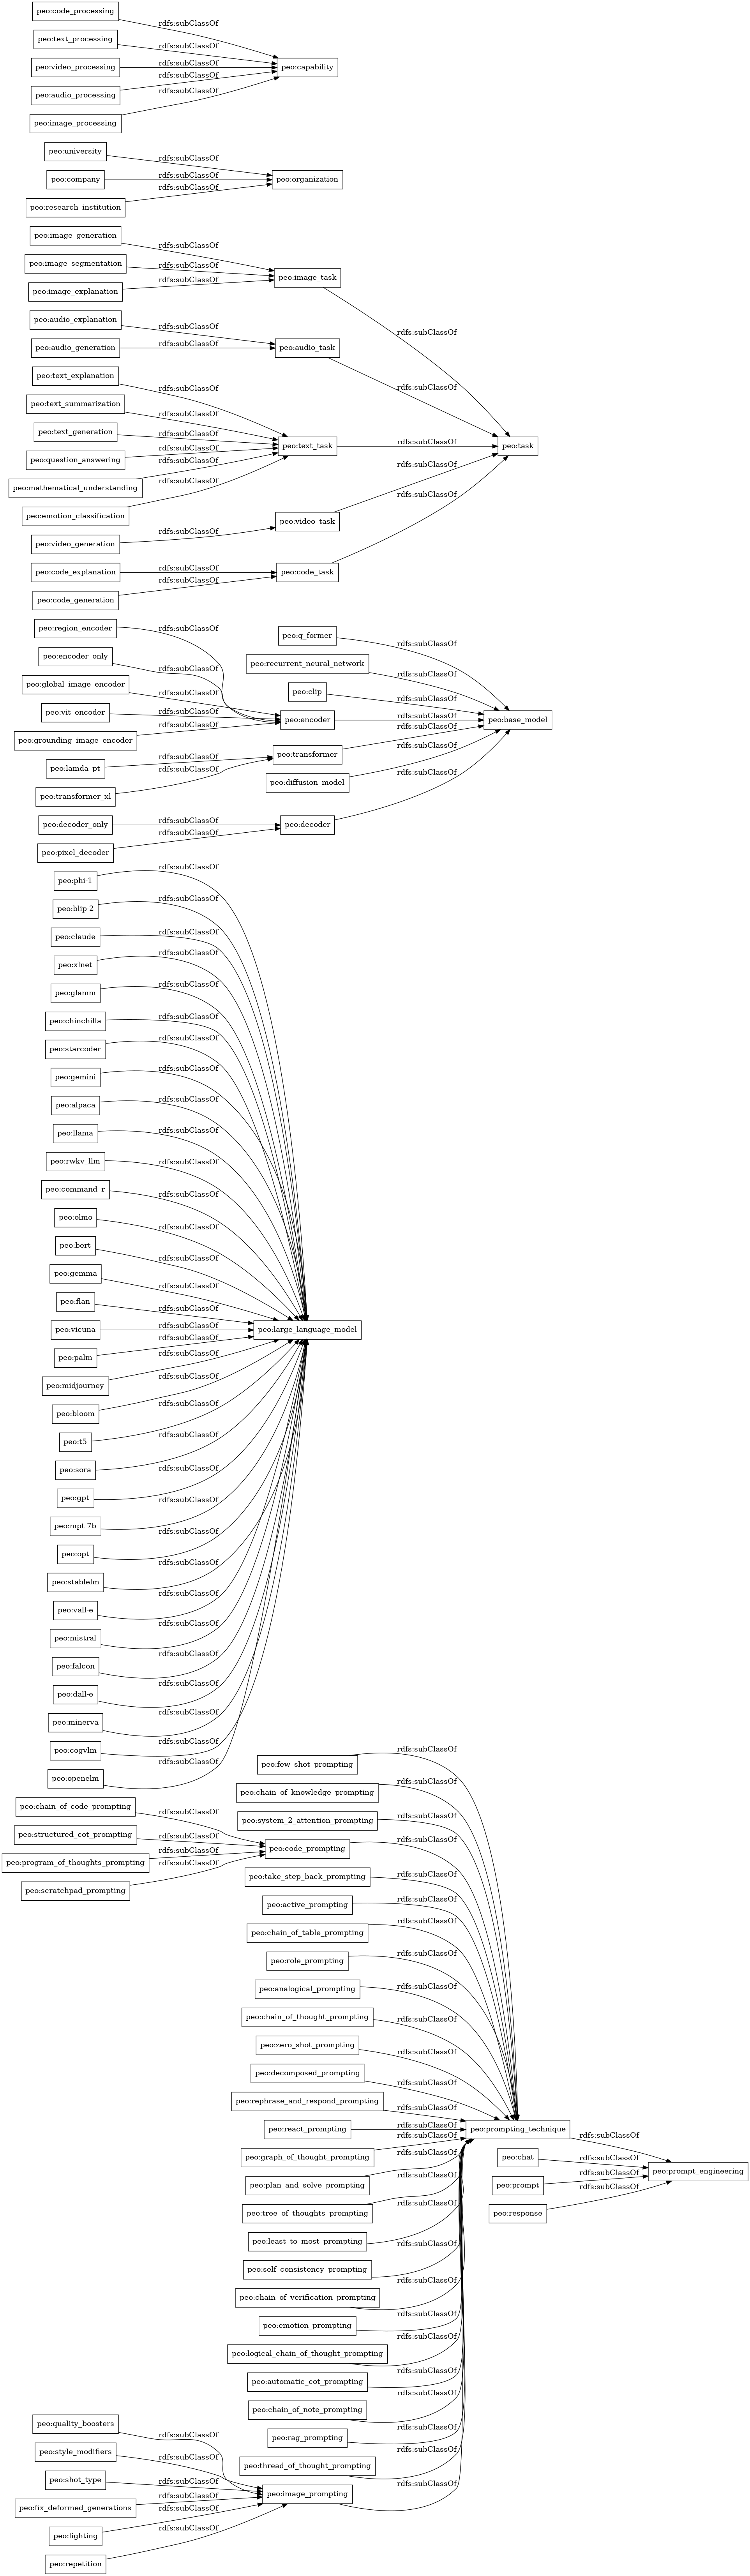 peo:code_processing
rdfs:subClassOf
peo:text_processing
rdfs:subClassOf
peo:video_processing
rdfs:subClassOf
peo:capability
peo:audio_processing
rdfs:subClassOf
peo:image_processing
rdfs:subClassOf
peo:university
rdfs:subClassOf
peo:company
rdfs:subClassOf
peo:organization
peo:research_institution
rdfs:subClassOf
peo:image_generation
rdfs:subClassOf
peo:image_segmentation
rdfs:subClassOf
peo:image_task
peo:image_explanation
rdfs:subClassOf
rdfs:subClassOf
peo:audio_explanation
rdfs:subClassOf
peo:audio_generation
rdfs:subClassOf
peo:audio_task
rdfs:subClassOf
peo:text_explanation
rdfs:subClassOf
peo:text_summarization
rdfs:subClassOf
peo:text_generation
rdfs:subClassOf
peo:text_task
rdfs:subClassOf
peo:task
peo:question_answering
rdfs:subClassOf
peo:mathematical_understanding
rdfs:subClassOf
peo:emotion_classification
rdfs:subClassOf
peo:video_task
rdfs:subClassOf
peo:video_generation
rdfs:subClassOf
peo:code_explanation
rdfs:subClassOf
peo:code_task
rdfs:subClassOf
peo:code_generation
rdfs:subClassOf
peo:region_encoder
rdfs:subClassOf
peo:q_former
rdfs:subClassOf
peo:encoder_only
rdfs:subClassOf
peo:recurrent_neural_network
rdfs:subClassOf
peo:global_image_encoder
rdfs:subClassOf
peo:clip
rdfs:subClassOf
peo:vit_encoder
rdfs:subClassOf
peo:encoder
rdfs:subClassOf
peo:base_model
peo:grounding_image_encoder
rdfs:subClassOf
peo:transformer
rdfs:subClassOf
peo:lamda_pt
rdfs:subClassOf
peo:diffusion_model
rdfs:subClassOf
peo:transformer_xl
rdfs:subClassOf
peo:decoder_only
rdfs:subClassOf
peo:decoder
rdfs:subClassOf
peo:pixel_decoder
rdfs:subClassOf
peo:phi-1
rdfs:subClassOf
peo:blip-2
rdfs:subClassOf
peo:claude
rdfs:subClassOf
peo:xlnet
rdfs:subClassOf
peo:glamm
rdfs:subClassOf
peo:chinchilla
rdfs:subClassOf
peo:starcoder
rdfs:subClassOf
peo:gemini
rdfs:subClassOf
peo:alpaca
rdfs:subClassOf
peo:llama
rdfs:subClassOf
peo:rwkv_llm
rdfs:subClassOf
peo:command_r
rdfs:subClassOf
peo:olmo
rdfs:subClassOf
peo:bert
rdfs:subClassOf
peo:gemma
rdfs:subClassOf
peo:flan
rdfs:subClassOf
peo:vicuna
rdfs:subClassOf
peo:large_language_model
peo:palm
rdfs:subClassOf
peo:midjourney
rdfs:subClassOf
peo:bloom
rdfs:subClassOf
peo:t5
rdfs:subClassOf
peo:sora
rdfs:subClassOf
peo:gpt
rdfs:subClassOf
peo:mpt-7b
rdfs:subClassOf
peo:opt
rdfs:subClassOf
peo:stablelm
rdfs:subClassOf
peo:vall-e
rdfs:subClassOf
peo:mistral
rdfs:subClassOf
peo:falcon
rdfs:subClassOf
peo:dall-e
rdfs:subClassOf
peo:minerva
rdfs:subClassOf
peo:cogvlm
rdfs:subClassOf
peo:openelm
rdfs:subClassOf
peo:few_shot_prompting
rdfs:subClassOf
peo:chain_of_knowledge_prompting
rdfs:subClassOf
peo:chain_of_code_prompting
rdfs:subClassOf
peo:system_2_attention_prompting
rdfs:subClassOf
peo:structured_cot_prompting
rdfs:subClassOf
peo:code_prompting
rdfs:subClassOf
peo:program_of_thoughts_prompting
rdfs:subClassOf
peo:take_step_back_prompting
rdfs:subClassOf
peo:scratchpad_prompting
rdfs:subClassOf
peo:active_prompting
rdfs:subClassOf
peo:chain_of_table_prompting
rdfs:subClassOf
peo:role_prompting
rdfs:subClassOf
peo:analogical_prompting
rdfs:subClassOf
peo:chain_of_thought_prompting
rdfs:subClassOf
peo:zero_shot_prompting
rdfs:subClassOf
peo:decomposed_prompting
rdfs:subClassOf
peo:rephrase_and_respond_prompting
rdfs:subClassOf
peo:react_prompting
rdfs:subClassOf
peo:prompting_technique
rdfs:subClassOf
peo:graph_of_thought_prompting
rdfs:subClassOf
peo:chat
rdfs:subClassOf
peo:prompt_engineering
peo:plan_and_solve_prompting
rdfs:subClassOf
peo:prompt
rdfs:subClassOf
peo:tree_of_thoughts_prompting
rdfs:subClassOf
peo:response
rdfs:subClassOf
peo:least_to_most_prompting
rdfs:subClassOf
peo:self_consistency_prompting
rdfs:subClassOf
peo:chain_of_verification_prompting
rdfs:subClassOf
peo:emotion_prompting
rdfs:subClassOf
peo:logical_chain_of_thought_prompting
rdfs:subClassOf
peo:automatic_cot_prompting
rdfs:subClassOf
peo:chain_of_note_prompting
rdfs:subClassOf
peo:rag_prompting
rdfs:subClassOf
peo:thread_of_thought_prompting
rdfs:subClassOf
peo:quality_boosters
rdfs:subClassOf
peo:style_modifiers
rdfs:subClassOf
peo:shot_type
rdfs:subClassOf
peo:image_prompting
rdfs:subClassOf
peo:fix_deformed_generations
rdfs:subClassOf
peo:lighting
rdfs:subClassOf
peo:repetition
rdfs:subClassOf